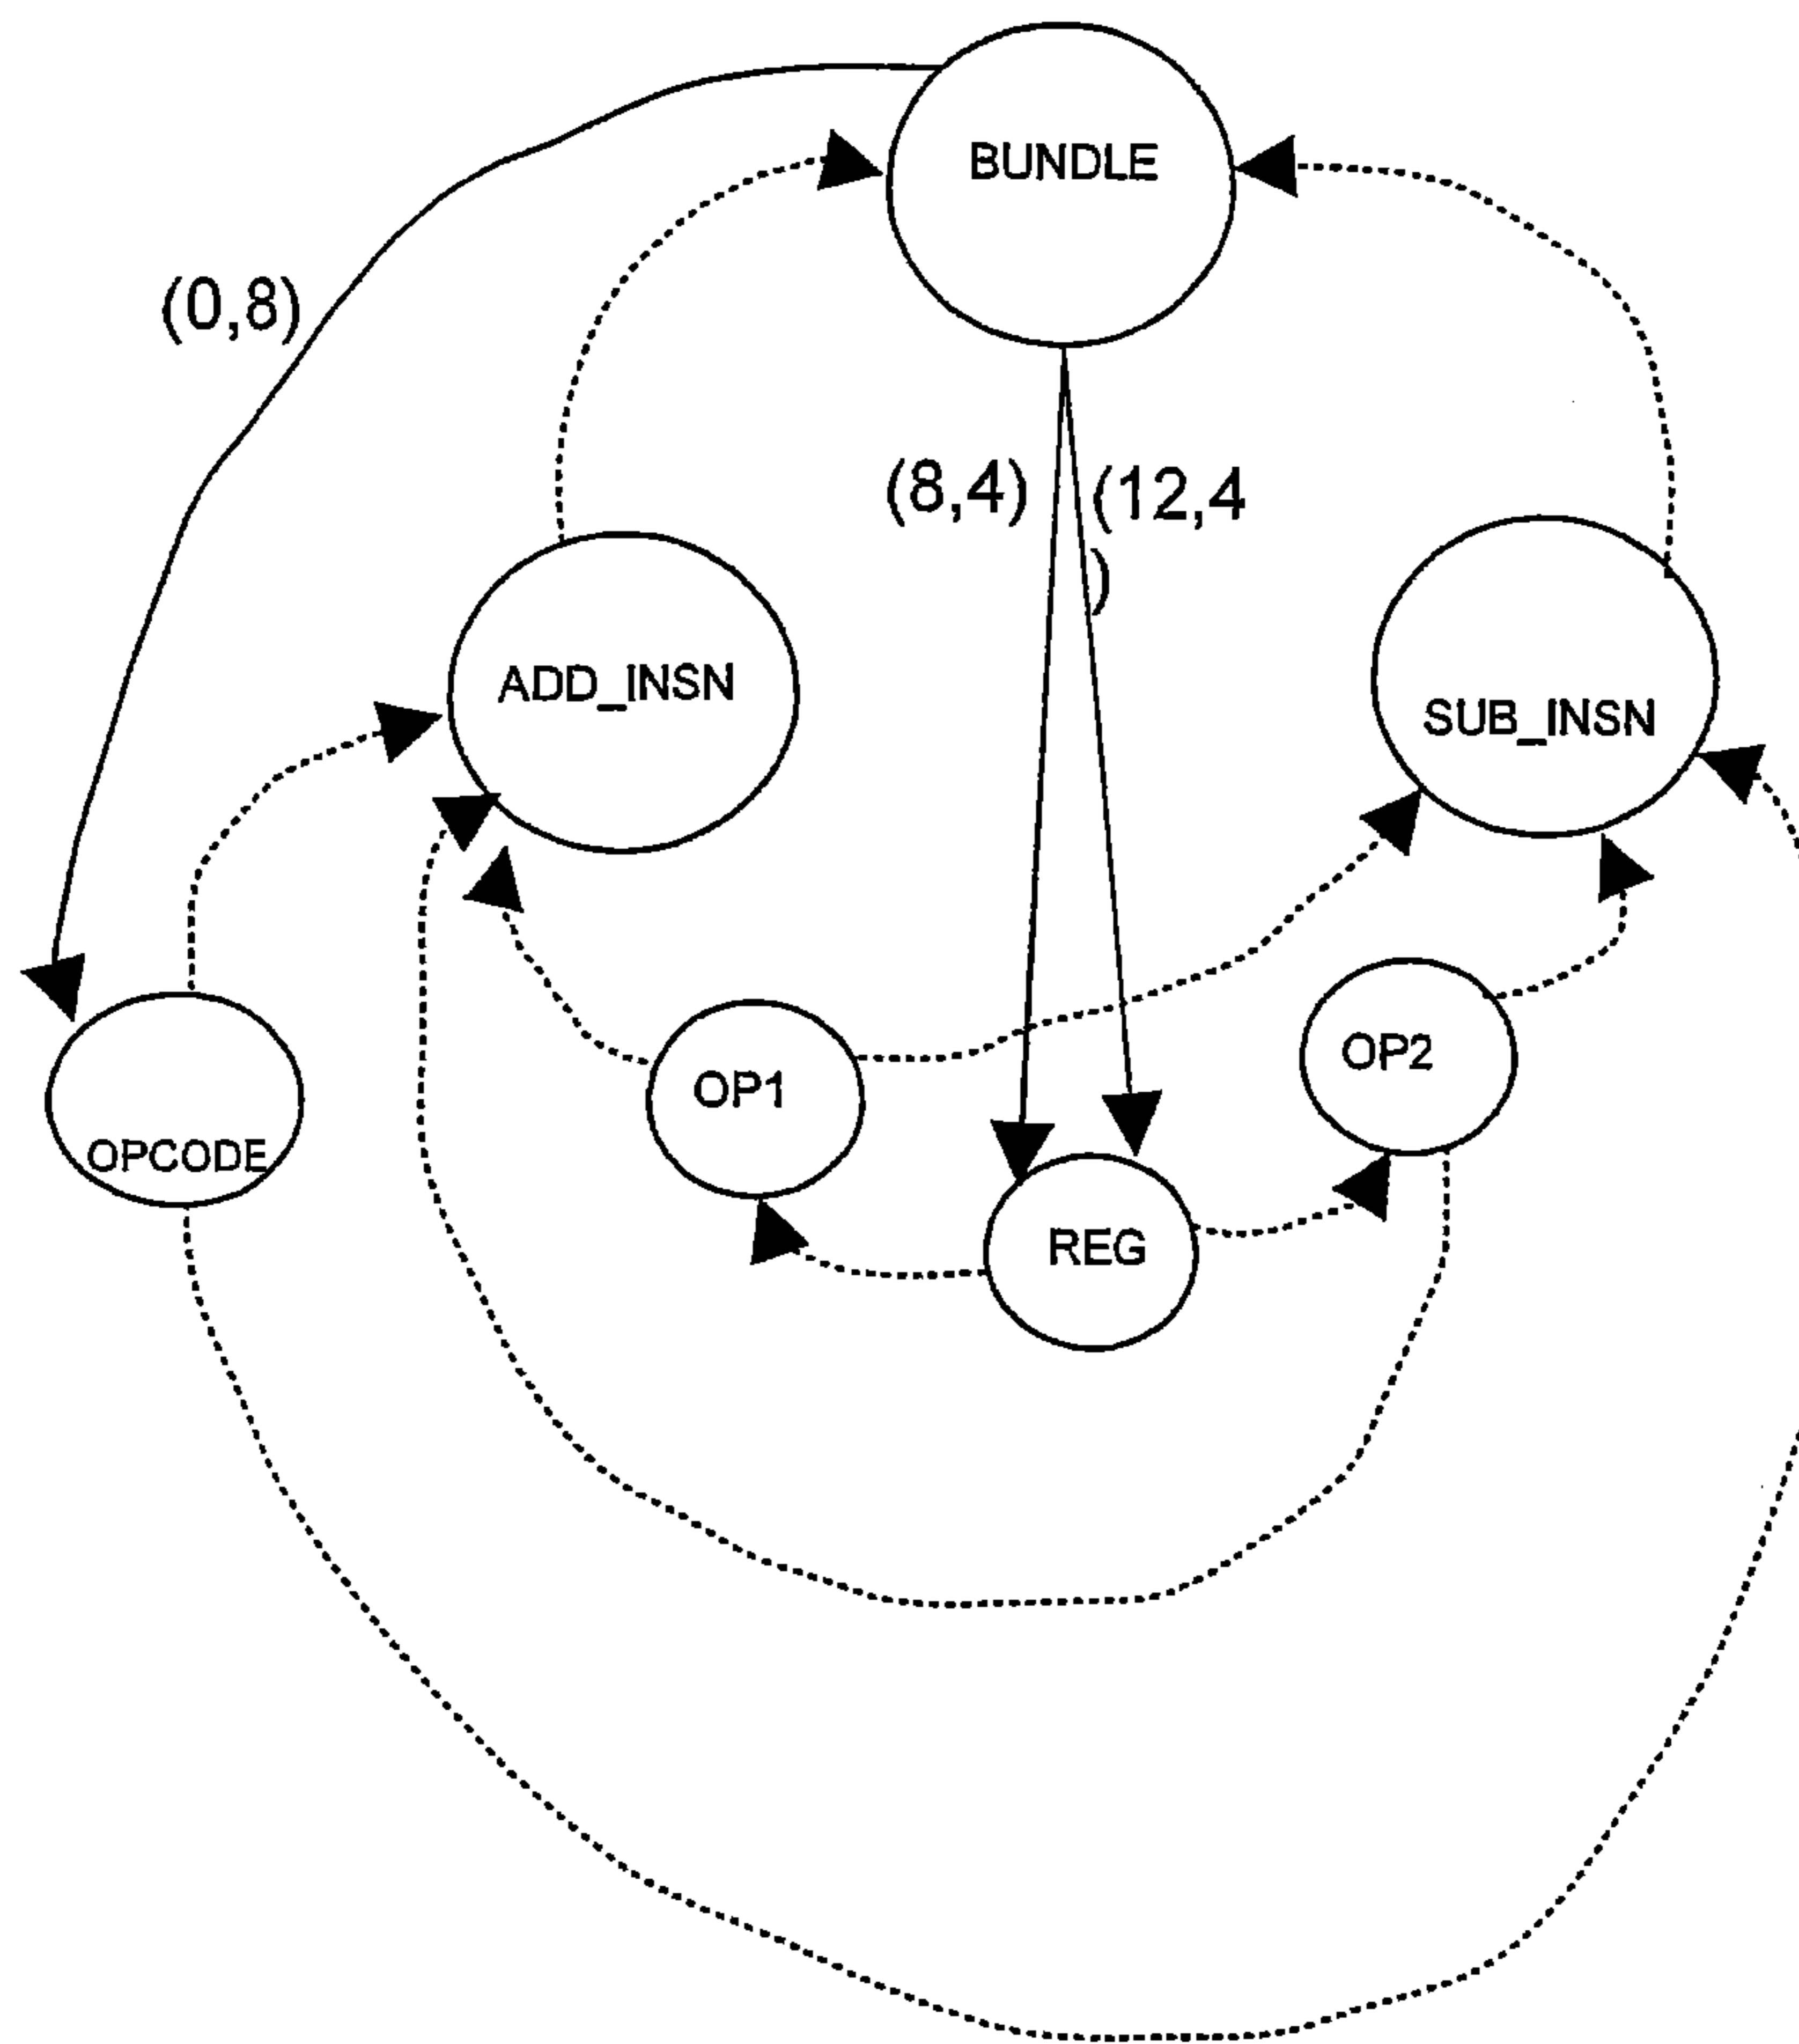 BUNDLE
(0,8)
(8,4)
(12,4
)
ADD_INSN
SUB_INSN
OP2
OP1
OPCODE
REG